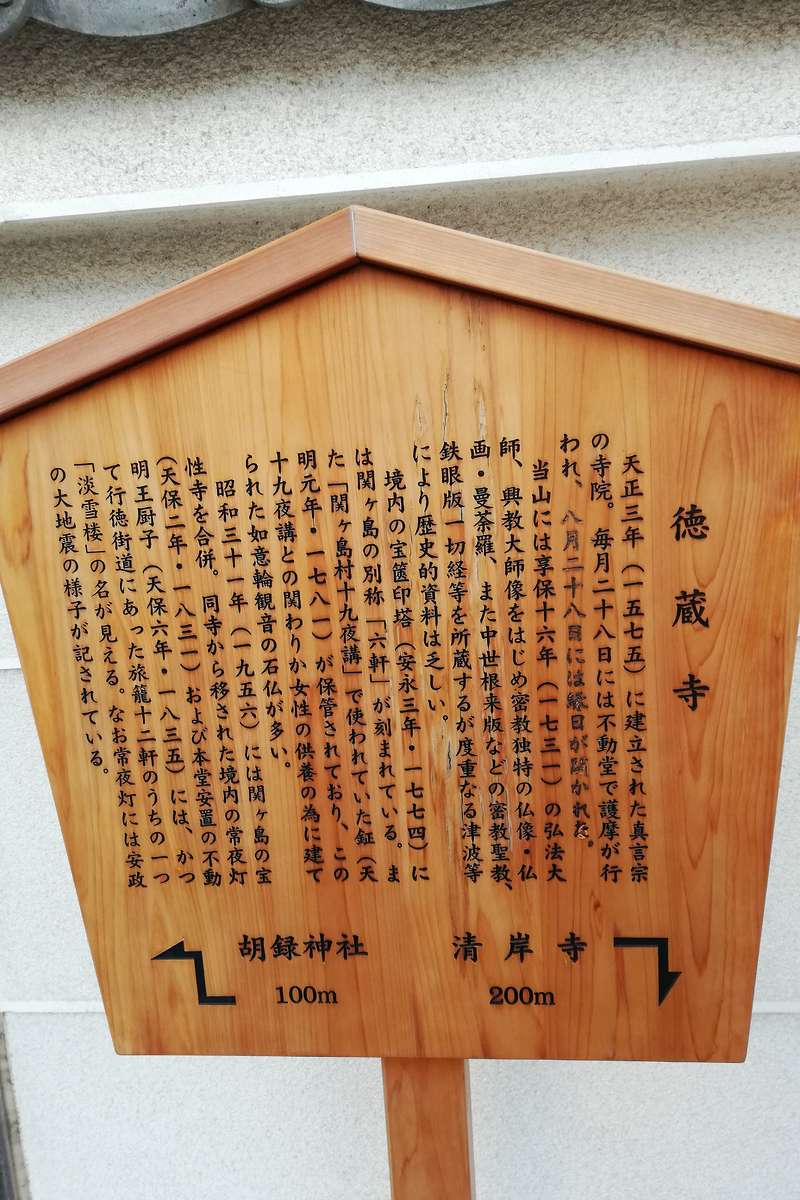 徳蔵寺
天正三年（一五七五）に建立された真言宗
の寺院。毎月二十八日には不動堂で護摩が行
われ、八月二十八日には縁日が開かれた。
当山には享保十六年（一七三一）の弘法大
師、興教大師像をはじめ密教独特の仏像・仏
画・曼荼羅、また中世根来版などの密教聖教、
鉄眼版一切経等を所蔵するが度重なる津波等
により歴史的資料は乏しい。
境内の宝篋印塔（安永三年・一七七四）に
は関ヶ島の別称「六軒」が刻まれている。ま
た「関ヶ島村十九夜講」で使われていた鉦（天
明元年・一七八一）が保管されており、この
十九夜講との関わりか女性の供養の為に建て
られた如意輪観音の石仏が多い。
昭和三十一年（一九五六）には関ヶ島の宝
性寺を合併。同寺から移された境内の常夜灯
（天保二年・一八三一）および本堂安置の不動
明王厨子（天保六年・一八三五）には、かつ
て行徳街道にあった旅籠十二軒のうちの一つ
「淡雪楼」の名が見える。なお常夜灯には安政
の大地震の様子が記されている。
清岸寺
200m
胡録神社
100m